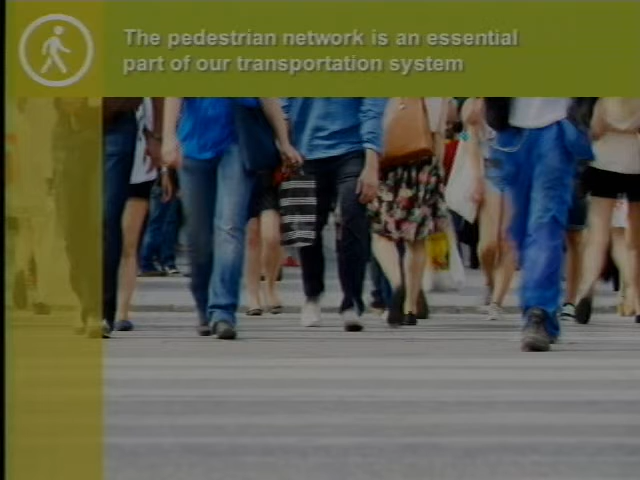 The pedestrian network is an essential
part of our transportation system